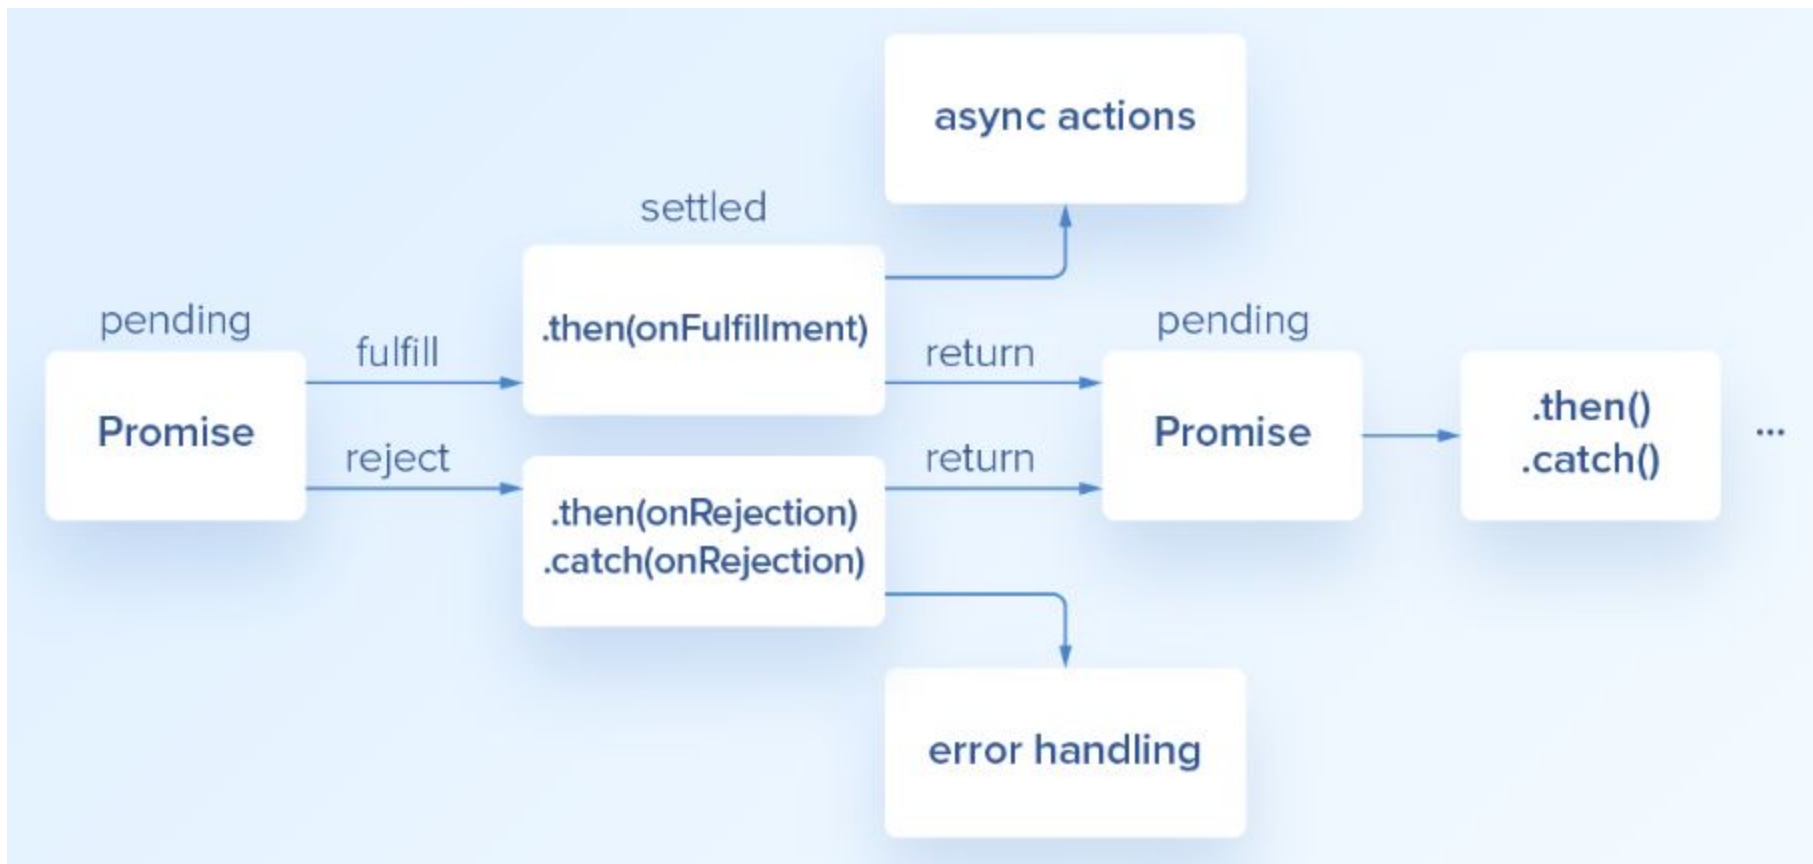 async actions
settled
.then(onFulfillment)
pending
fulfill
Promise
reject
.then(onRejection)
.catch(onRejection)
return
return
pending
Promise
.then()
.catch()
...
error handling